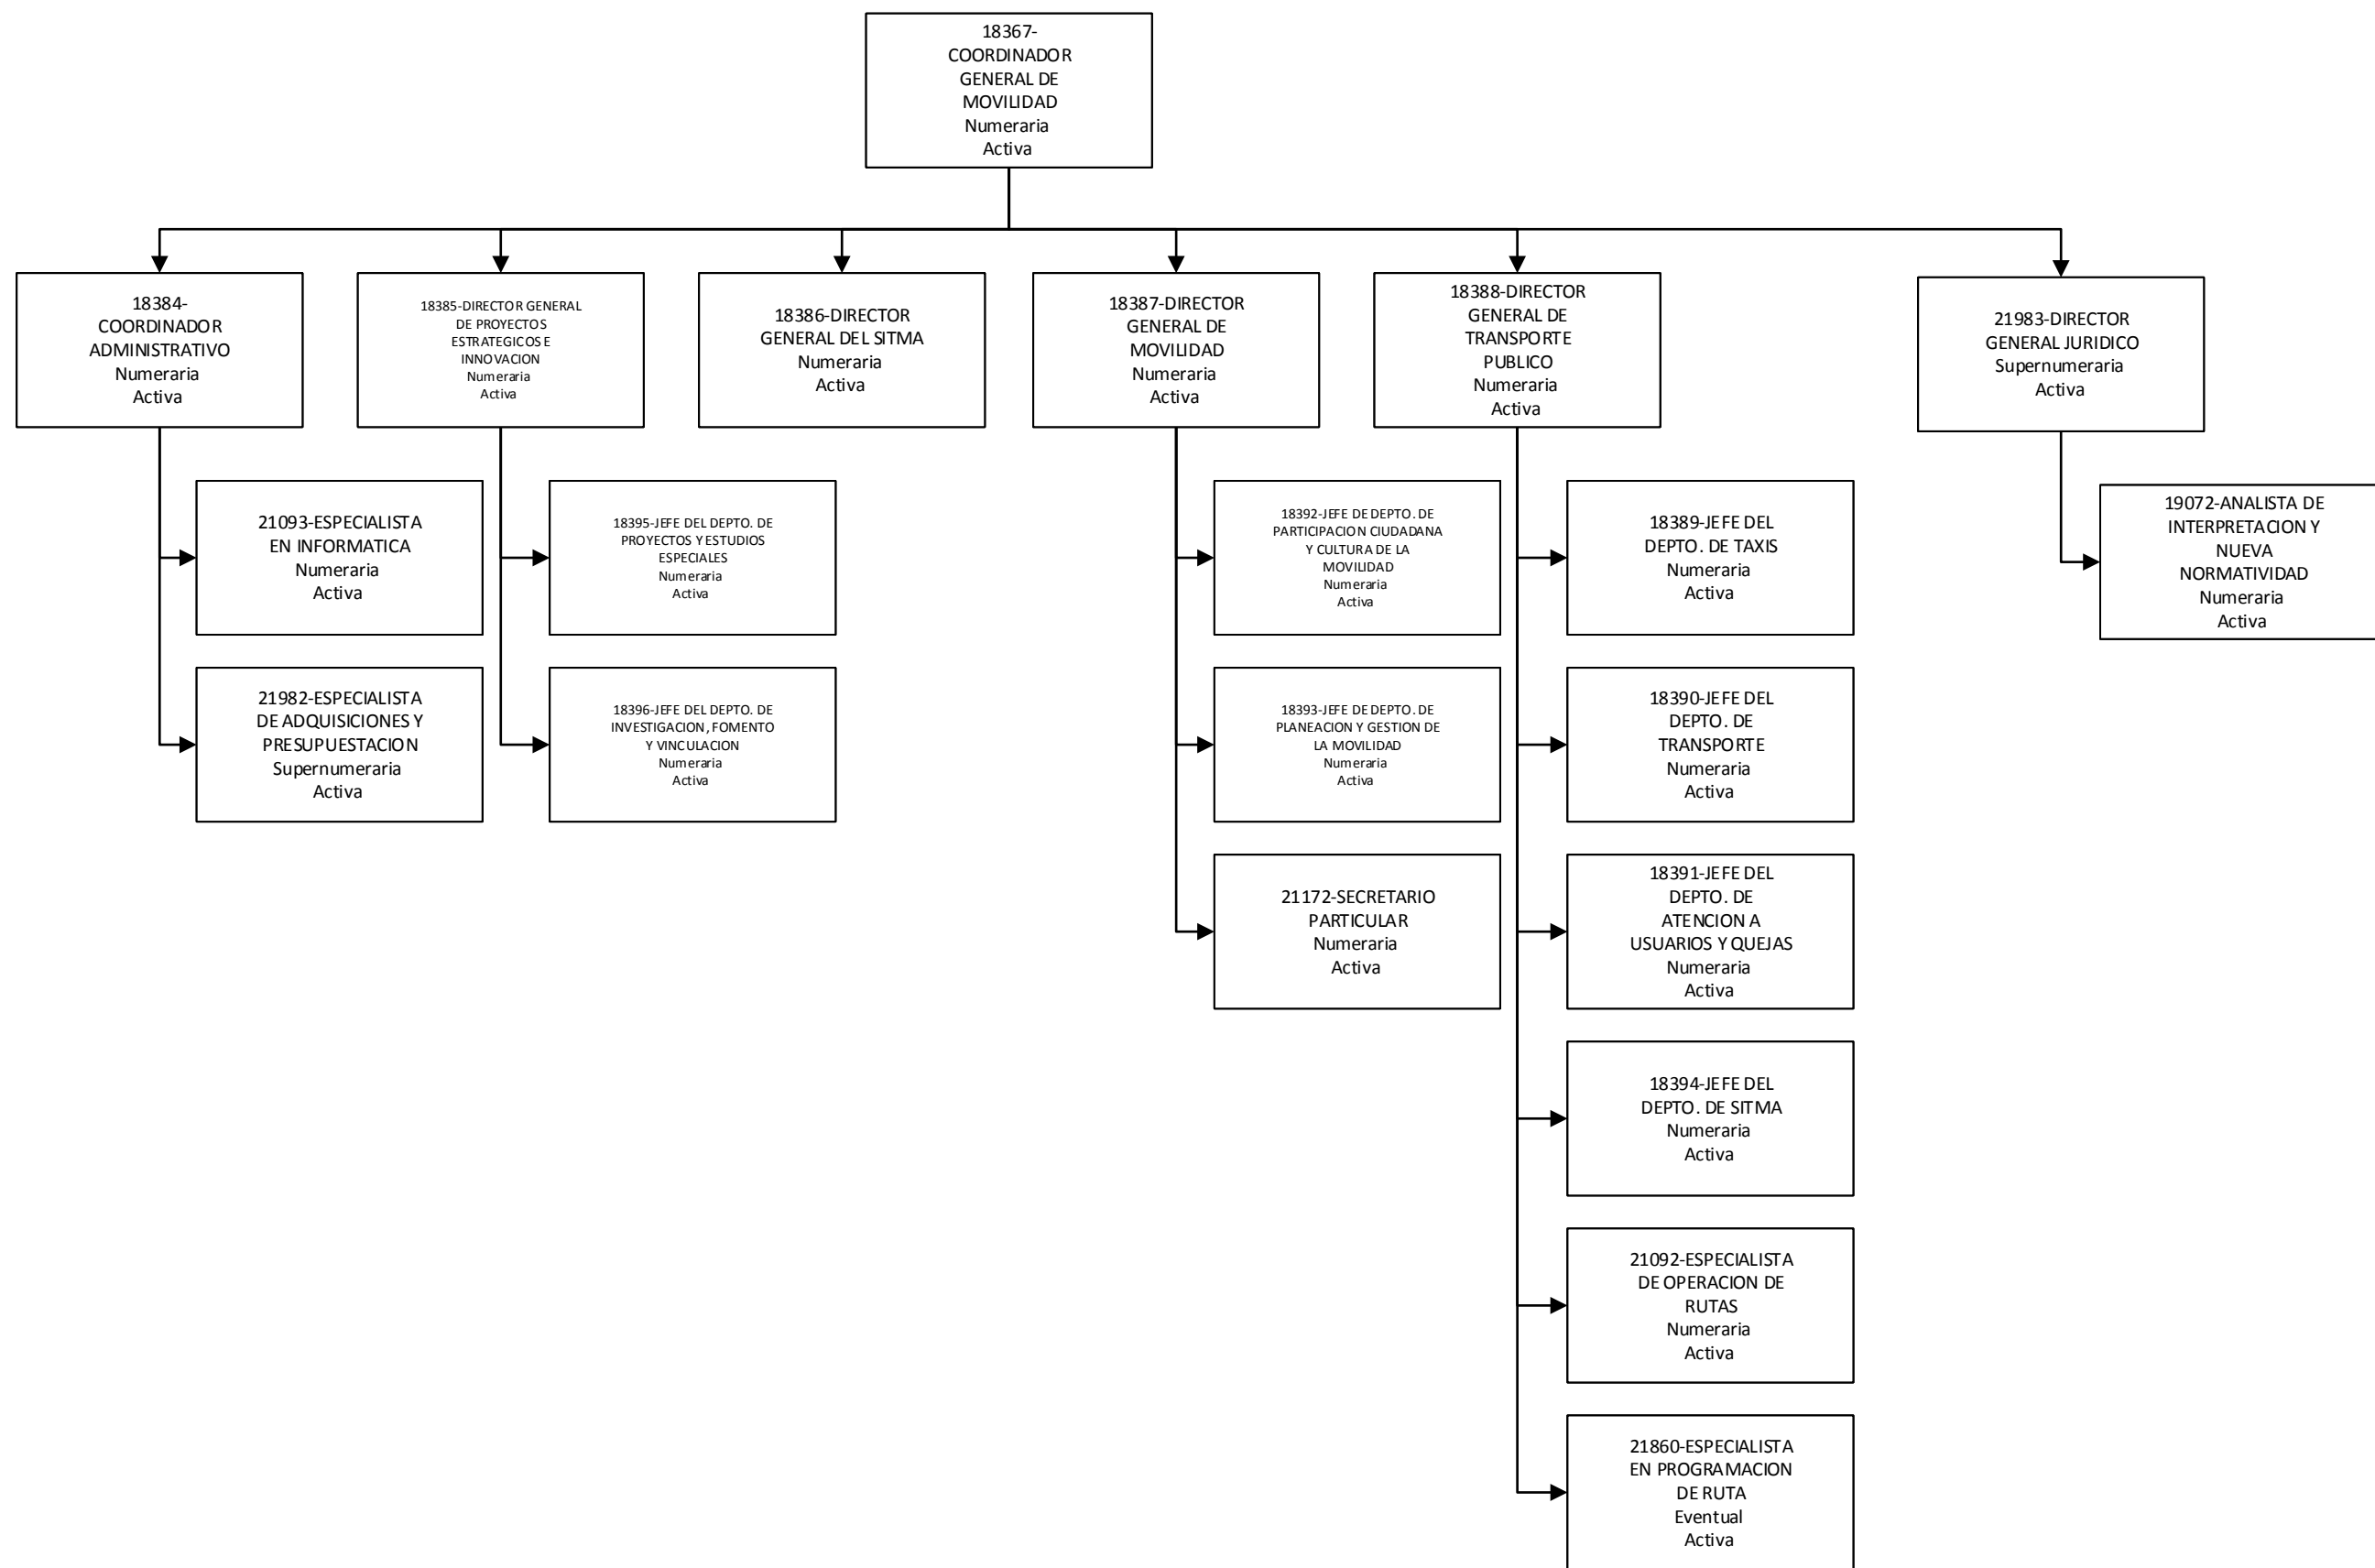 18367-
COORDINADOR
GENERAL DE
MOVILIDAD
Numeraria
Activa
18384-
COORDINADOR
ADMINISTRATIVO
Numeraria
Activa
18385-DIRECTOR GENERAL
DE PROYECTOS
ESTRATEGICOS E
INNOVACION
Numeraria
Activa
18386-DIRECTOR
GENERAL DEL SITMA
Numeraria
Activa
18387-DIRECTOR
GENERAL DE
MOVILIDAD
Numeraria
Activa
18388-DIRECTOR
GENERAL DE
TRANSPORTE
PUBLICO
Numeraria
Activa
21983-DIRECTOR
GENERAL JURIDICO
Supernumeraria
Activa
21093-ESPECIALISTA
EN INFORMATICA
Numeraria
Activa
18395-JEFE DEL DEPTO. DE
PROYECTOS Y ESTUDIOS
ESPECIALES
Numeraria
Activa
18392-JEFE DE DEPTO. DE
PARTICIPACION CIUDADANA
Y CULTURA DE LA
MOVILIDAD
Numeraria
Activa
18389-JEFE DEL
DEPTO. DE TAXIS
Numeraria
Activa
19072-ANALISTA DE
INTERPRETACION Y
NUEVA
NORMATIVIDAD
Numeraria
Activa
21982-ESPECIALISTA
DE ADQUISICIONES Y
PRESUPUESTACION
Supernumeraria
Activa
18396-JEFE DEL DEPTO. DE
INVESTIGACION, FOMENTO
Y VINCULACION
Numeraria
Activa
18393-JEFE DE DEPTO. DE
PLANEACION Y GESTION DE
LA MOVILIDAD
Numeraria
Activa
18390-JEFE DEL
DEPTO. DE
TRANSPORTE
Numeraria
Activa
21172-SECRETARIO
PARTICULAR
Numeraria
Activa
18391-JEFE DEL
DEPTO. DE
ATENCION A
USUARIOS Y QUEJAS
Numeraria
Activa
18394-JEFE DEL
DEPTO. DE SITMA
Numeraria
Activa
21092-ESPECIALISTA
DE OPERACION DE
RUTAS
Numeraria
Activa
21860-ESPECIALISTA
EN PROGRAMACION
DE RUTA
Eventual
Activa